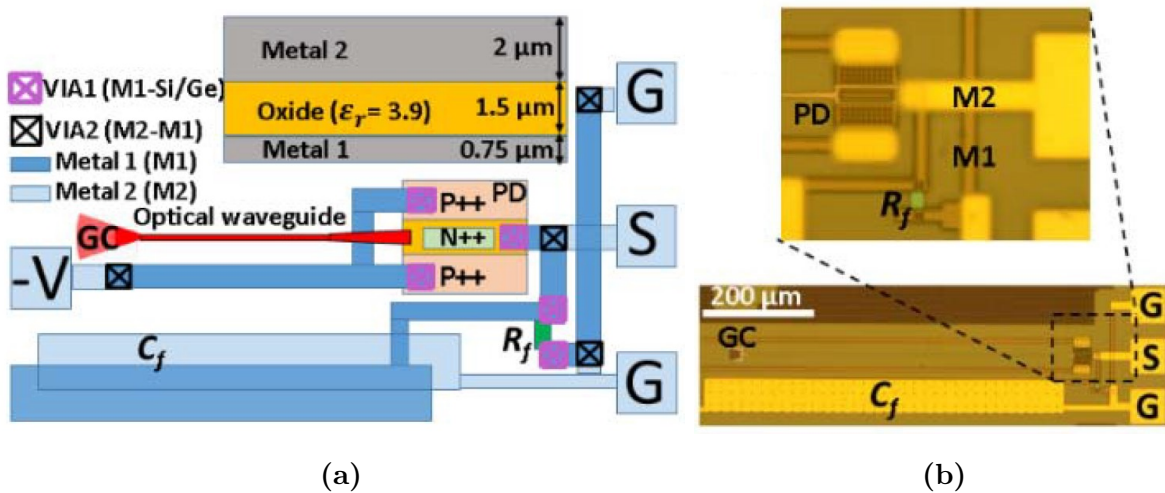 Metal 2
2 μm
Oxide (εr= 3.9)
1.5 μm
Metal 1
0.75 μm
VIA1 (M1-Si/Ge)
VIA2 (M2-M1)
Metal 1 (M1)
Metal 2 (M2)
Optical waveguide
GC
-V
P++
PD
N++
P++
G
S
G
Cf
Rf
(a)
PD
M2
M1
Rf
200 μm
GC
Cf
G
S
G
(b)